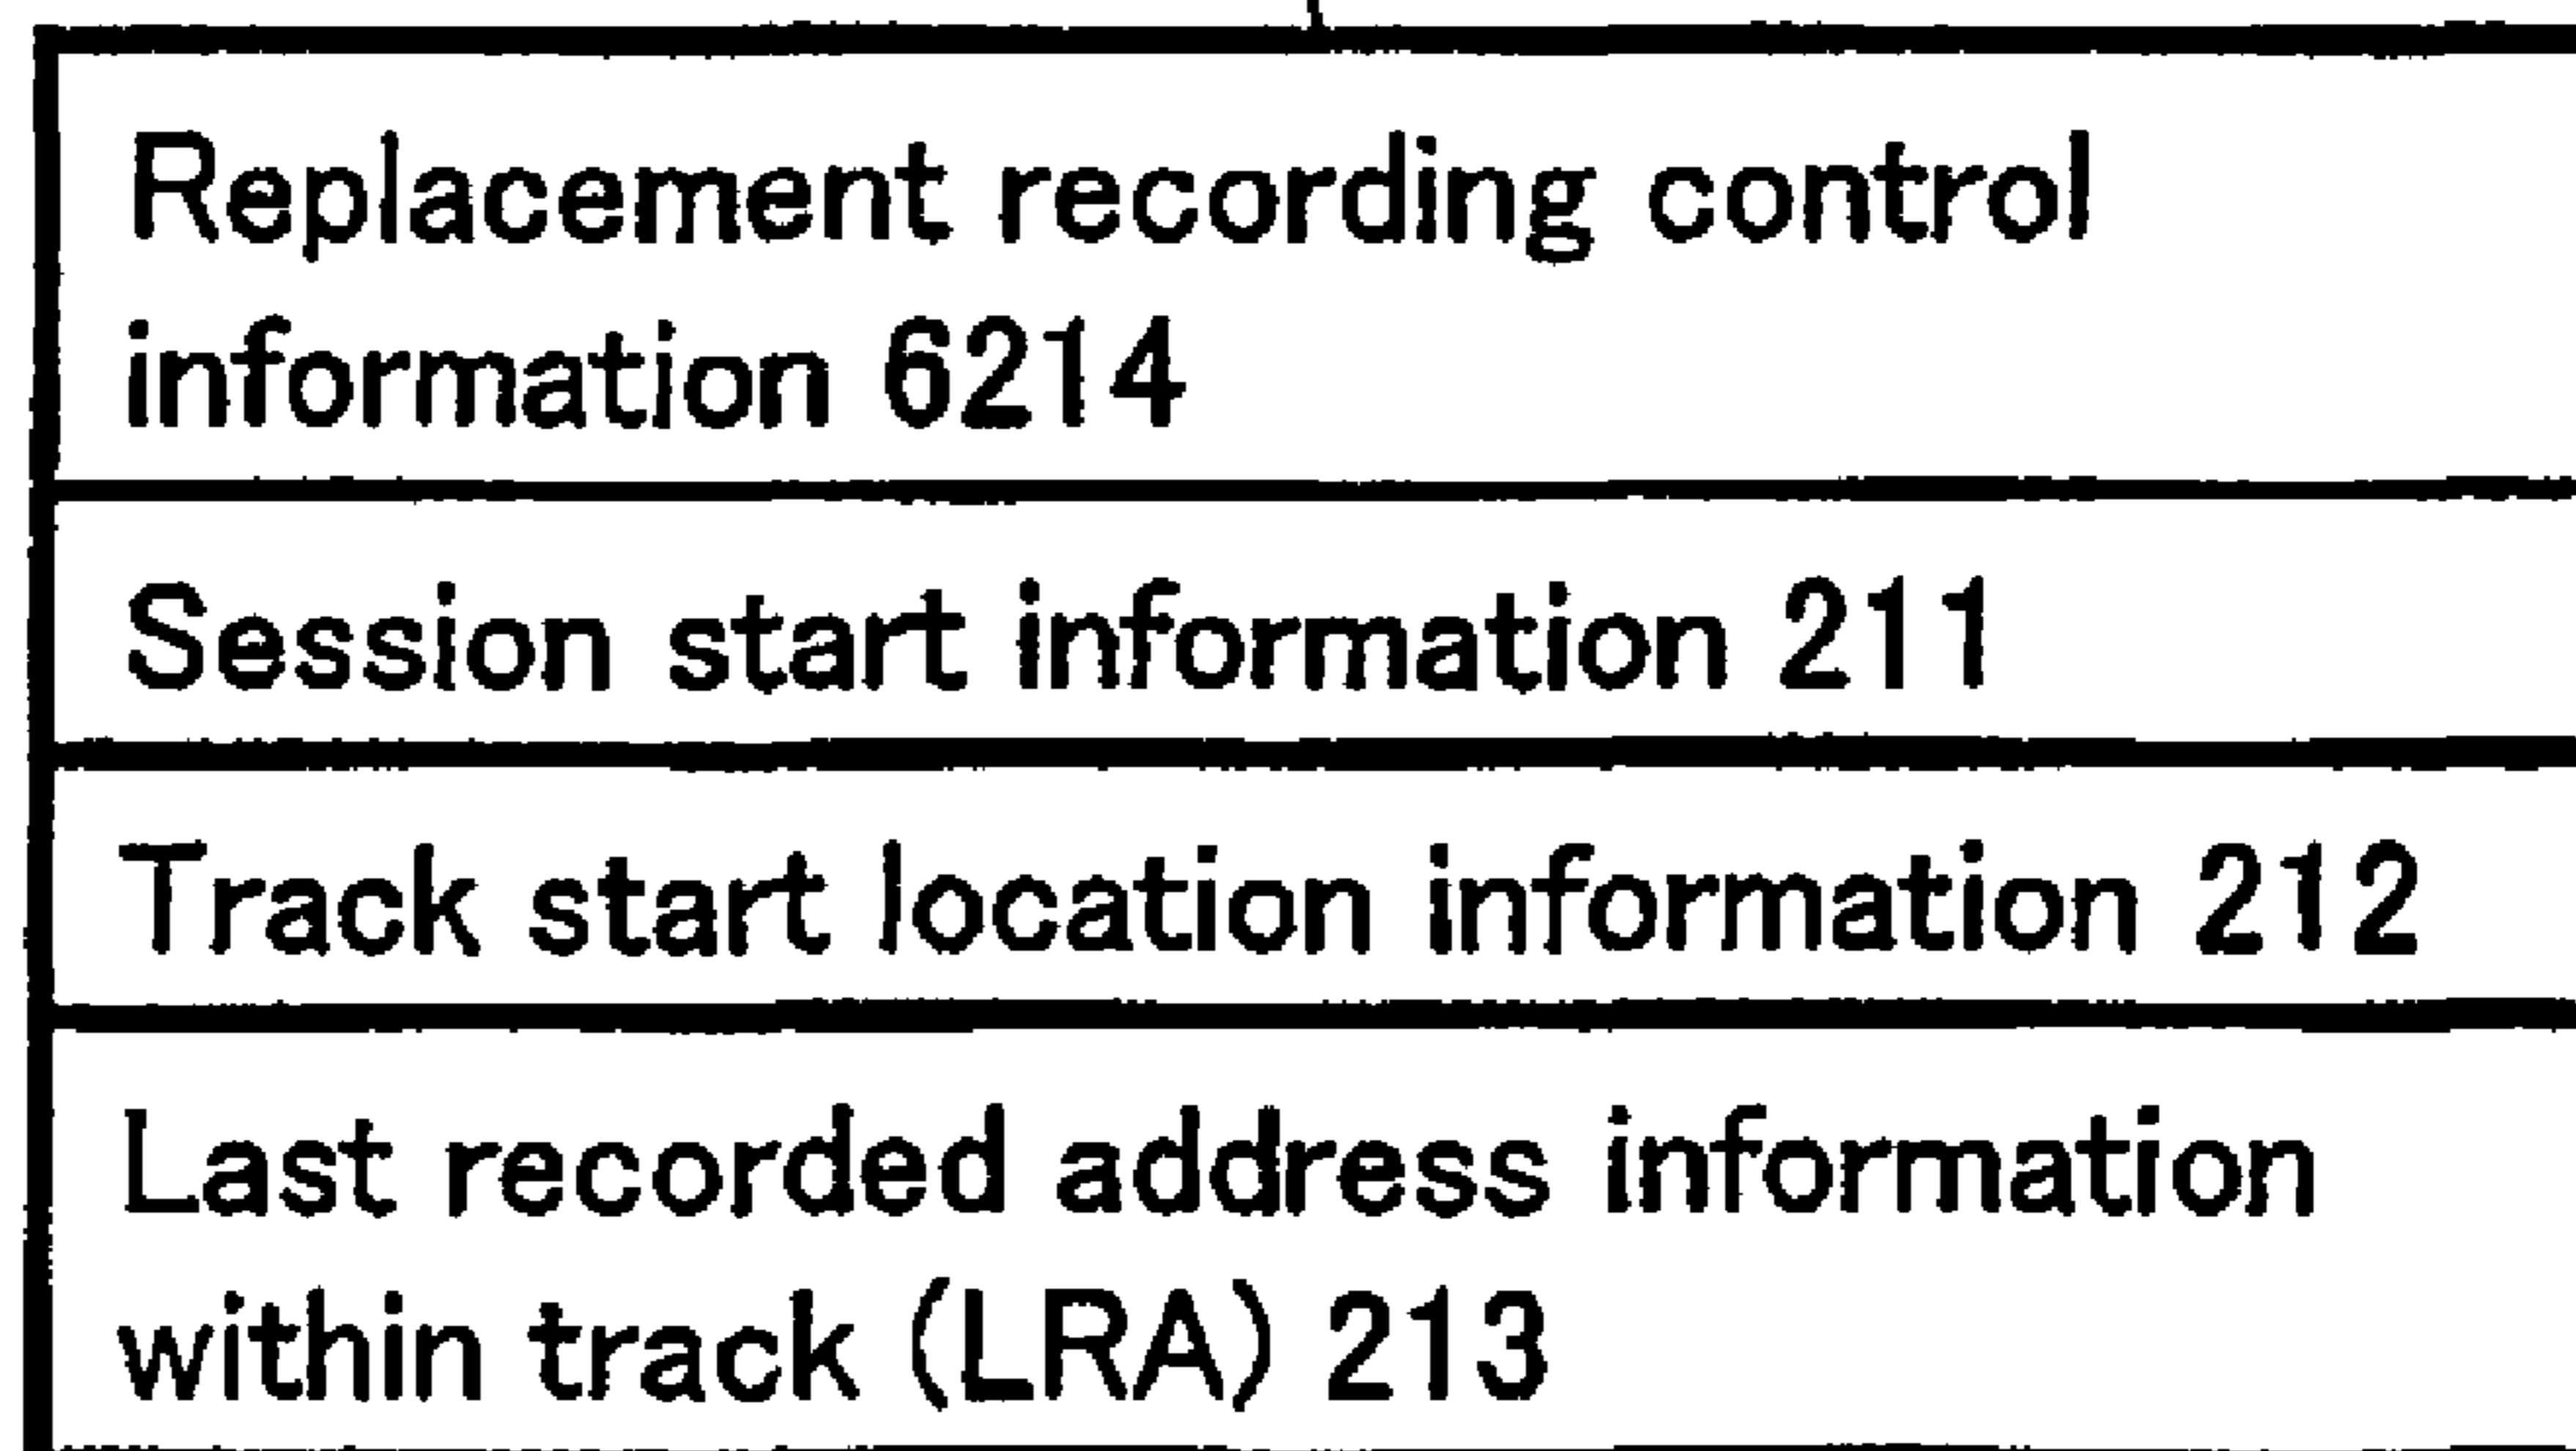 Replacement recording control
information 6214
Session start information 211
Track start location information 212
Last recorded address information
within track (LRA) 213